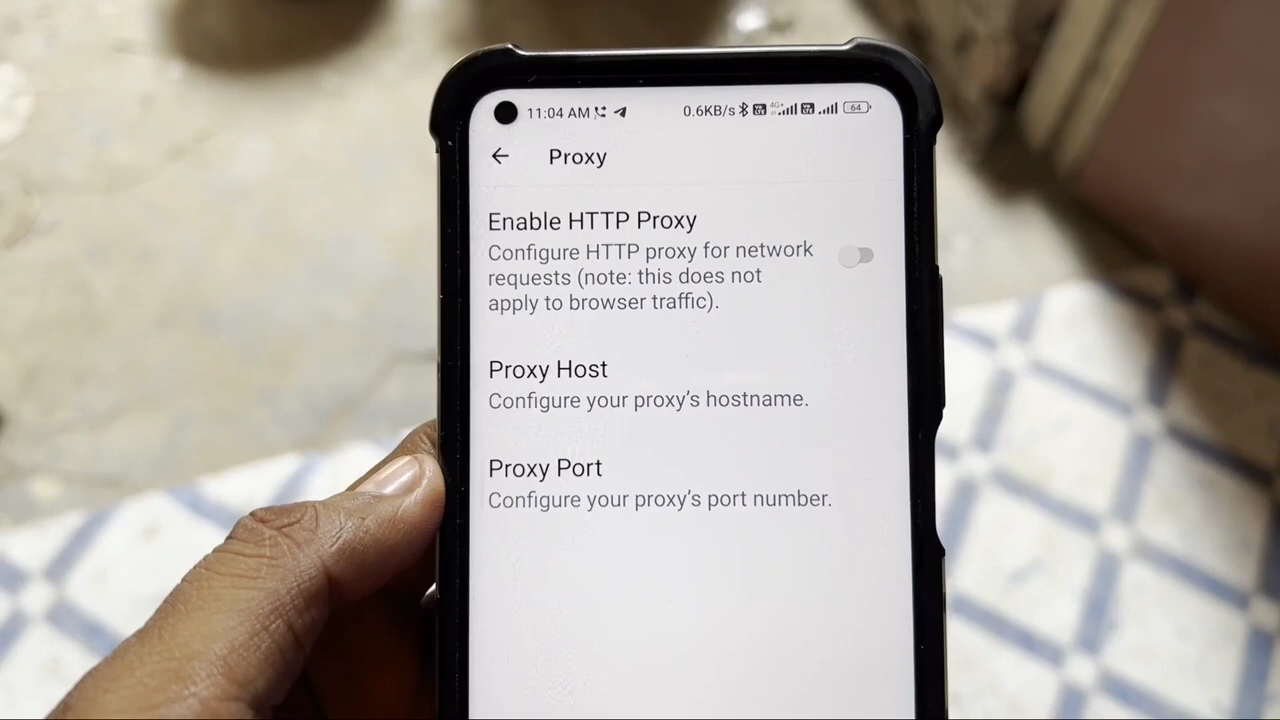 11:04 AM 0.6KB/s 4G+ 64
Proxy
Enable HTTP Proxy
Configure HTTP proxy for network
requests (note: this does not
apply to browser traffic).
Proxy Host
Configure your proxy’s hostname.
Proxy Port
Configure your proxy’s port number.